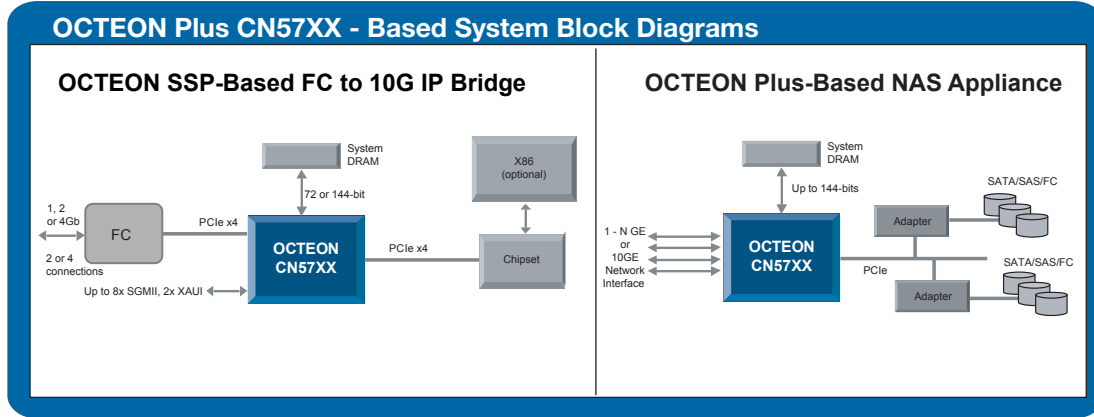 OCTEON Plus CN57XX - Based System Block Diagrams
OCTEON SSP-Based FC to 10G IP Bridge
System
DRAM
72 or 144-bit
X86
(optional)
1, 2
or 4Gb
FC
PCIe x4
OCTEON
CN57XX
PCIe x4
Chipset
2 or 4
connections
Up to 8x SGMII, 2x XAUI
OCTEON Plus-Based NAS Appliance
System
DRAM
Up to 144-bits
SATA/SAS/FC
Adapter
1 - N GE
or
10GE
Network
Interface
OCTEON
CN57XX
PCIe
SATA/SAS/FC
Adapter